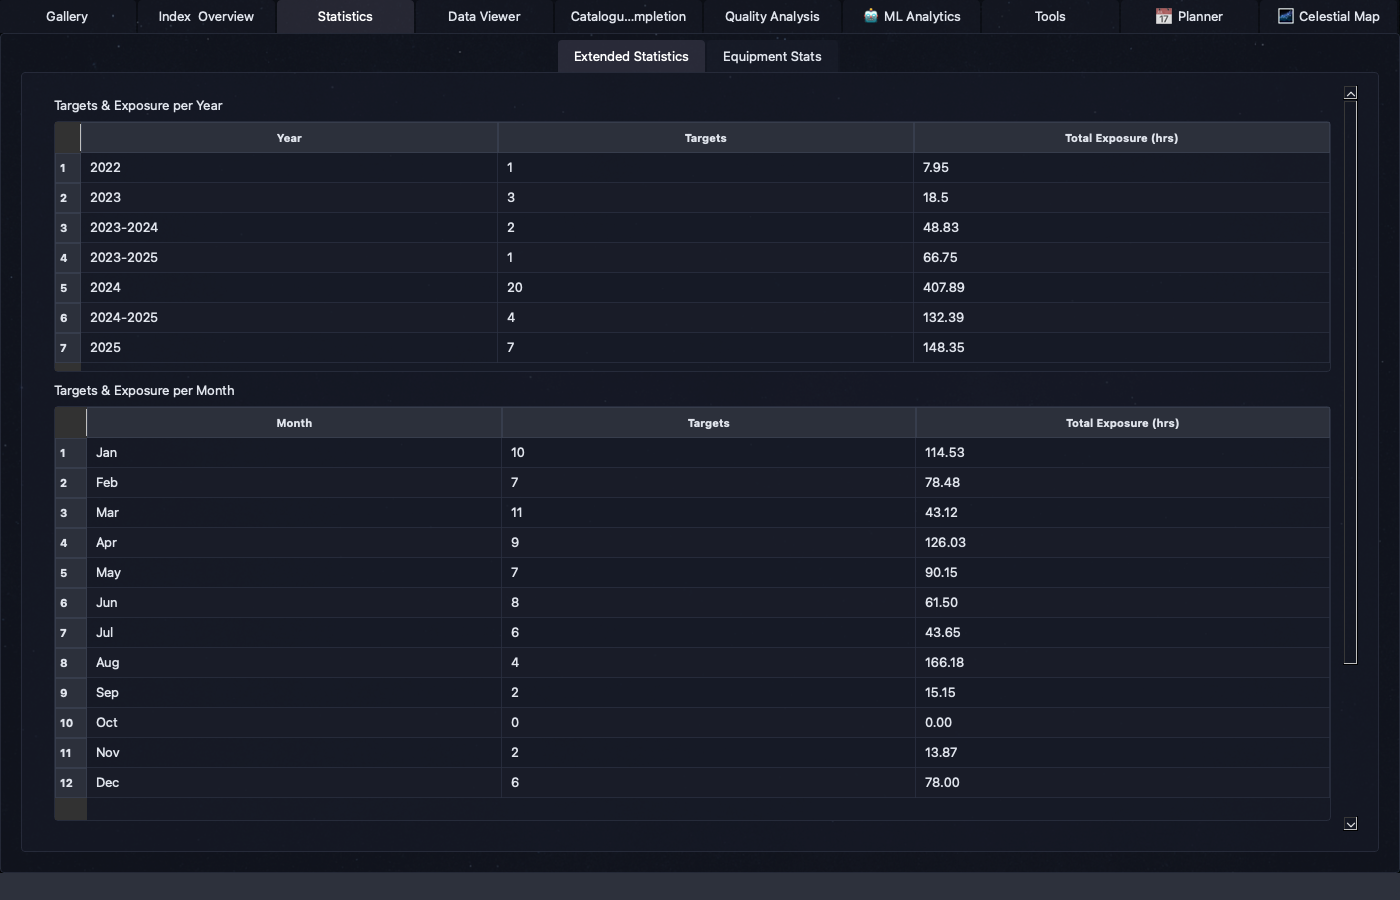 Gallery Index Overview Statistics Data Viewer Catalogu...mpletion Quality Analysis ML Analytics Tools 17 Planner Celestial Map
Extended Statistics Equipment Stats
Targets & Exposure per Year
Year Targets Total Exposure (hrs)
1 2022 1 7.95
2 2023 3 18.5
3 2023-2024 2 48.83
4 2023-2025 1 66.75
5 2024 20 407.89
6 2024-2025 4 132.39
7 2025 7 148.35
Targets & Exposure per Month
Month Targets Total Exposure (hrs)
1 Jan 10 114.53
2 Feb 7 78.48
3 Mar 11 43.12
4 Apr 9 126.03
5 May 7 90.15
6 Jun 8 61.50
7 Jul 6 43.65
8 Aug 4 166.18
9 Sep 2 15.15
10 Oct 0 0.00
11 Nov 2 13.87
12 Dec 6 78.00